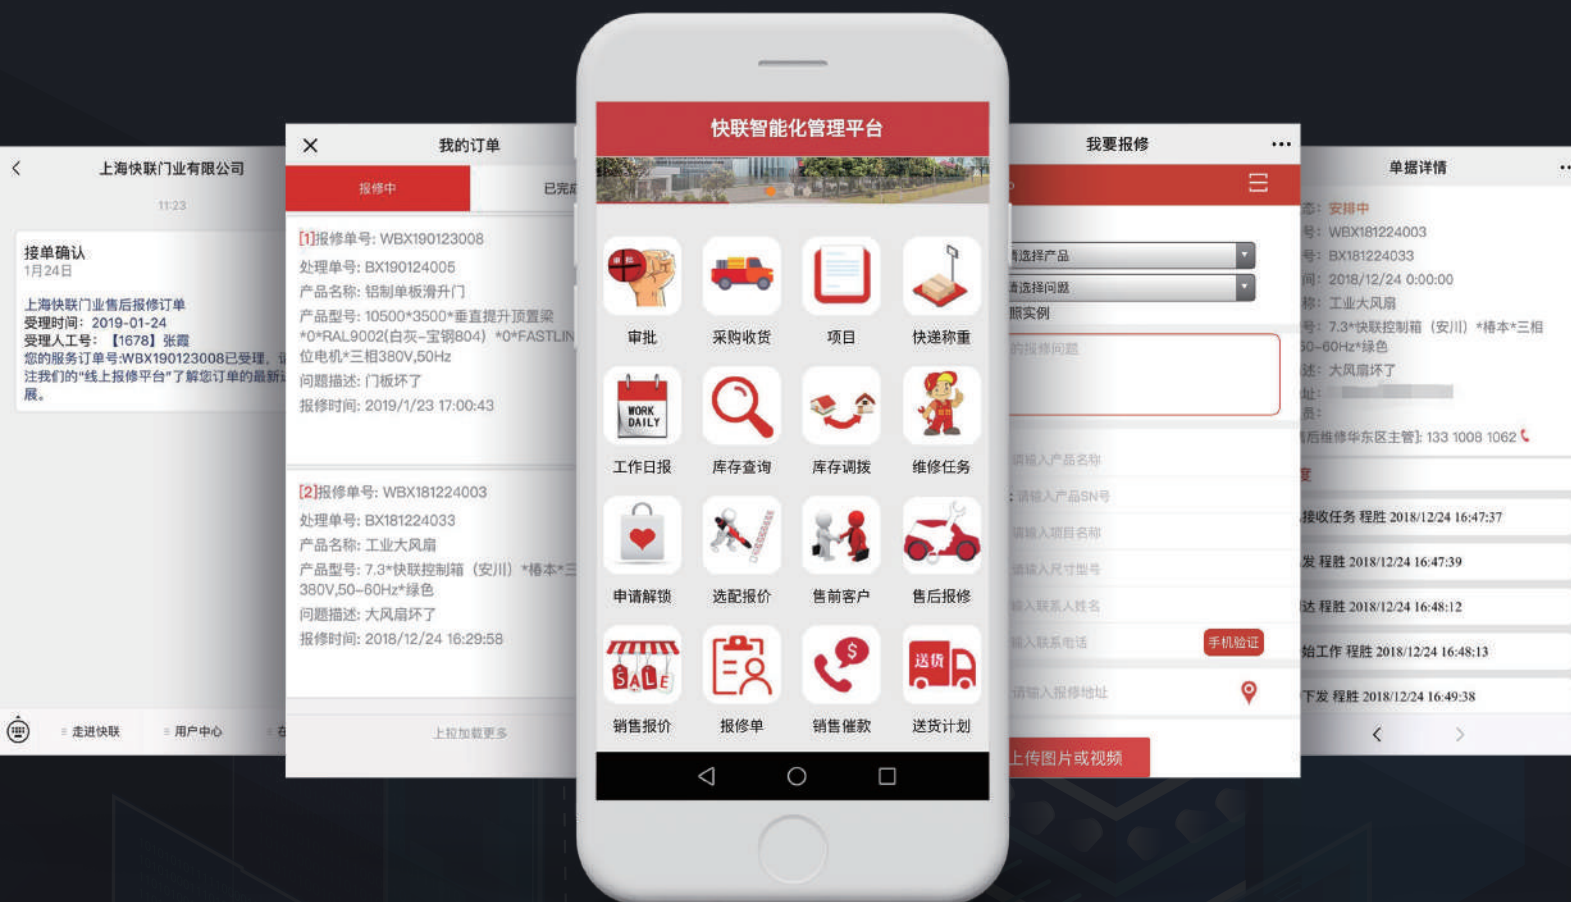 上海快联门业有限公司
11:23
接单确认
1月24日
上海快联门业售后报修订单
受理时间：2019-01-24
受理人工号：【1678】张霞
您的服务订单号:WBX190123008已受理，
注我们的“线上报修平台”了解您订单的最新
展。
走进快联
用户中心
我的订单
报修中
已完成
[1]报修单号: WBX190123008
处理单号: BX190124005
产品名称: 铝制单板滑升门
产品型号: 10500*3500*垂直提升顶置梁
*0*RAL9002(白灰–宝钢804) *0*FASTLIN
位电机*三相380V,50Hz
问题描述: 门板坏了
报修时间: 2019/1/23 17:00:43
[2]报修单号: WBX181224003
处理单号: BX181224033
产品名称: 工业大风扇
产品型号: 7.3*快联控制箱（安川）*椿本*三
380V,50–60Hz*绿色
问题描述: 大风扇坏了
报修时间: 2018/12/24 16:29:58
上拉加载更多
快联智能化管理平台
审批
审批
采购收货
项目
快递称重
WORK
DAILY
工作日报
库存查询
库存调拨
维修任务
申请解锁
选配报价
售前客户
售后报修
SALE
$
送货
销售报价
报修单
销售催款
送货计划
我要报修
请选择产品
请选择问题
照实例
的报修问题
请输入产品名称
: 请输入产品SN号
请输入项目名称
请输入尺寸型号
输入联系人姓名
输入联系电话
手机验证
请输入报修地址
上传图片或视频
单据详情
态：安排中
号：WBX181224003
号：BX181224033
间：2018/12/24 0:00:00
称：工业大风扇
号：7.3*快联控制箱（安川）*椿本*三相
50–60Hz*绿色
述：大风扇坏了
址：
员：
售后维修华东区主管]: 133 1008 1062
度
接收任务 程胜 2018/12/24 16:47:37
发 程胜 2018/12/24 16:47:39
达 程胜 2018/12/24 16:48:12
始工作 程胜 2018/12/24 16:48:13
下发 程胜 2018/12/24 16:49:38